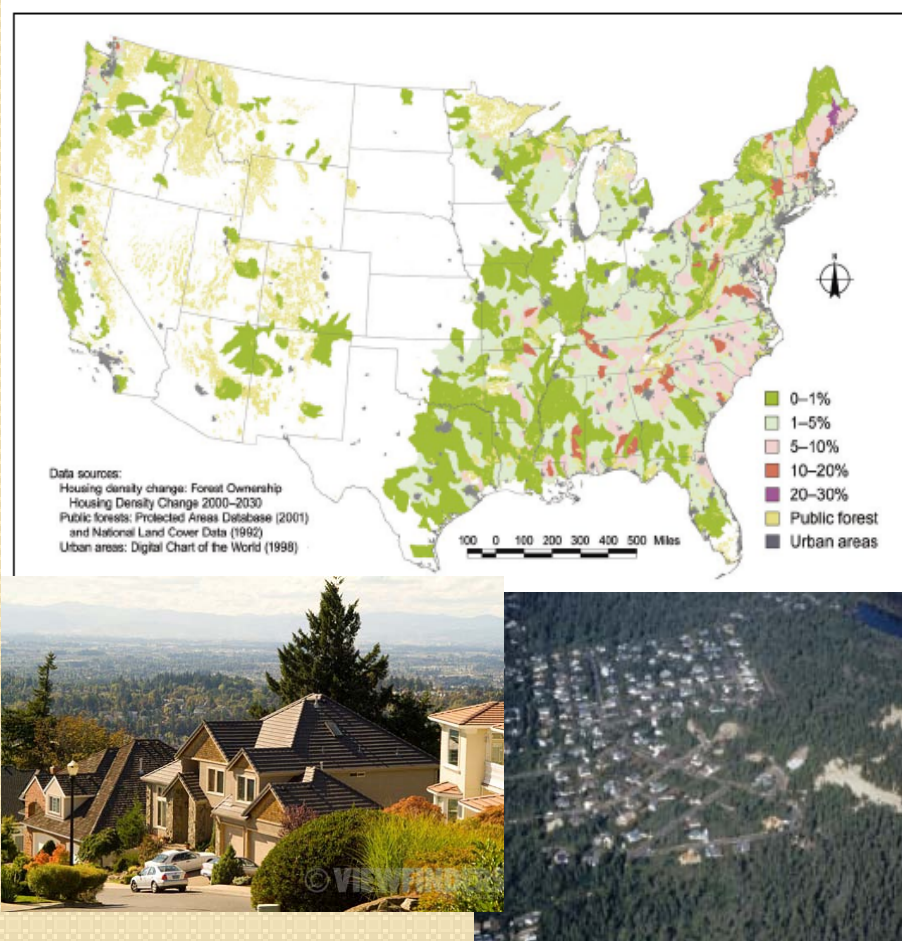 N
0–1%
1–5%
5–10%
10–20%
20–30%
Public forest
Urban areas
Data sources:
Housing density change: Forest Ownership
Housing Density Change 2000–2030
Public forests: Protected Areas Database (2001)
and National Land Cover Data (1992)
Urban areas: Digital Chart of the World (1998)
100 0 100 200 300 400 500 Miles